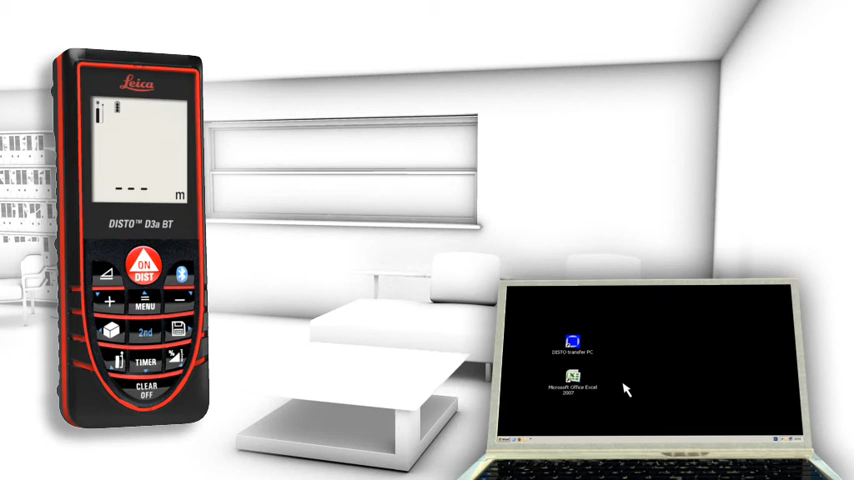 Leica
- - - m
DISTO™ D3a BT
ON
DIST
+
MENU
−
2nd
TIMER
CLEAR
OFF
DISTO transfer PC
Microsoft Office Excel
2007